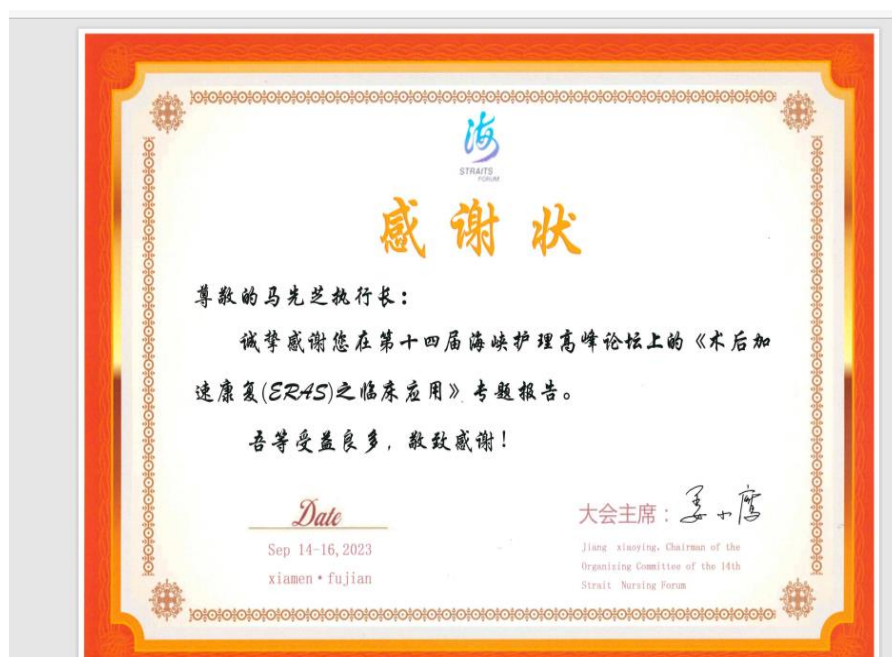 海
STRAITS
FORUM
感谢状
尊敬的马先芝执行长：
诚挚感谢您在第十四届海峡护理高峰论坛上的《术后加
速康复(ERAS)之临床应用》专题报告。
吾等受益良多，敬致感谢！
Date
Sep 14-16,2023
xiamen·fujian
大会主席：姜小鹰
Jiang xiaoying, Chairman of the
Organizing Committee of the 14th
Strait Nursing Forum